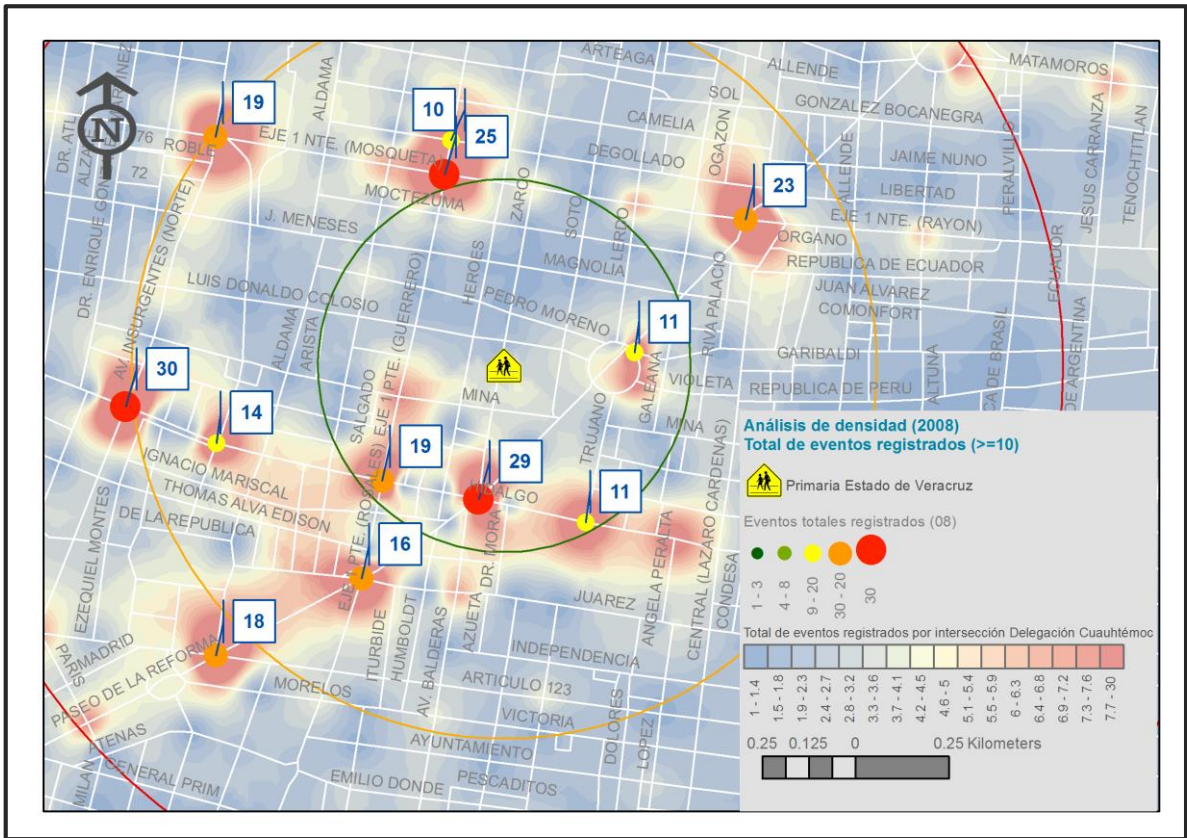 ARTEAGA
ALLENDE
MATAMOROS
ALDAMA
SOL
GONZALEZ BOCANEGRA
19
10
25
CAMELIA
DR. ATL
76
ROBLE
72
EJE 1 NTE. (MOSQUETA)
DEGOLLADO
OGAZON
ALLENDE
JAIME NUNO
PERALVILLO
JESUS CARRANZA
TENOCHTITLAN
N
MOCTEZUMA
ZARCO
SOTO
LERDO
23
LIBERTAD
EJE 1 NTE. (RAYON)
ORGANO
J. MENESES
HEROES
MAGNOLIA
REPUBLICA DE ECUADOR
ECUADOR
AV. INSURGENTES (NORTE)
LUIS DONALDO COLOSIO
PEDRO MORENO
RIVA PALACIO
JUAN ALVAREZ
COMONFORT
11
ALDAMA
ARISTA
EJE 1 PTE. (GUERRERO)
GARIBALDI
DE ARGENTINA
30
14
SALGADO
MINA
GALEANA
VIOLETA
REPUBLICA DE PERU
ALTUNA
CA DE BRASIL
TRUJANO
MINA
IGNACIO MARISCAL
THOMAS ALVA EDISON
DE LA REPUBLICA
19
29
HIDALGO
11
EZEQUIEL MONTES
EJE 1 PTE. (ROSALES)
16
AZUETA DR. MORA
ANGELA PERALTA
CENTRAL (LAZARO CARDENAS)
CONDESA
JUAREZ
18
ITURBIDE
HUMBOLDT
AV. BALDERAS
INDEPENDENCIA
MADRID
PARIS
PASEO DE LA REFORMA
MORELOS
ARTICULO 123
VICTORIA
DOLORES
LOPEZ
ATENAS
AYUNTAMIENTO
MILAN
GENERAL PRIM
EMILIO DONDE
PESCADITOS
Análisis de densidad (2008)
Total de eventos registrados (>=10)
Primaria Estado de Veracruz
Eventos totales registrados (08)
1 - 3
4 - 8
9 - 20
30 - 20
30
Total de eventos registrados por intersección Delegación Cuauhtémoc
1 - 1.4
1.5 - 1.8
1.9 - 2.3
2.4 - 2.7
2.8 - 3.2
3.3 - 3.6
3.7 - 4.1
4.2 - 4.5
4.6 - 5
5.1 - 5.4
5.5 - 5.9
6 - 6.3
6.4 - 6.8
6.9 - 7.2
7.3 - 7.6
7.7 - 30
0.25 0.125 0 0.25 Kilometers